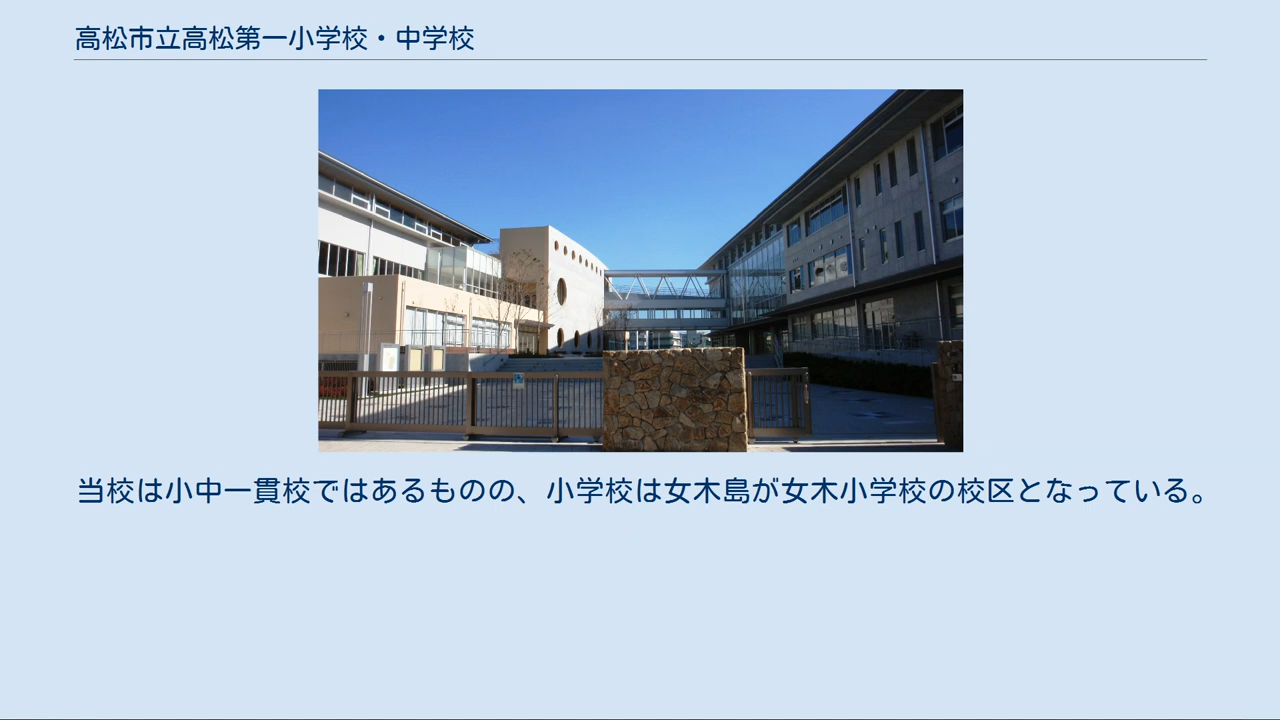 高松市立高松第一小学校・中学校
当校は小中一貫校ではあるものの、小学校は女木島が女木小学校の校区となっている。